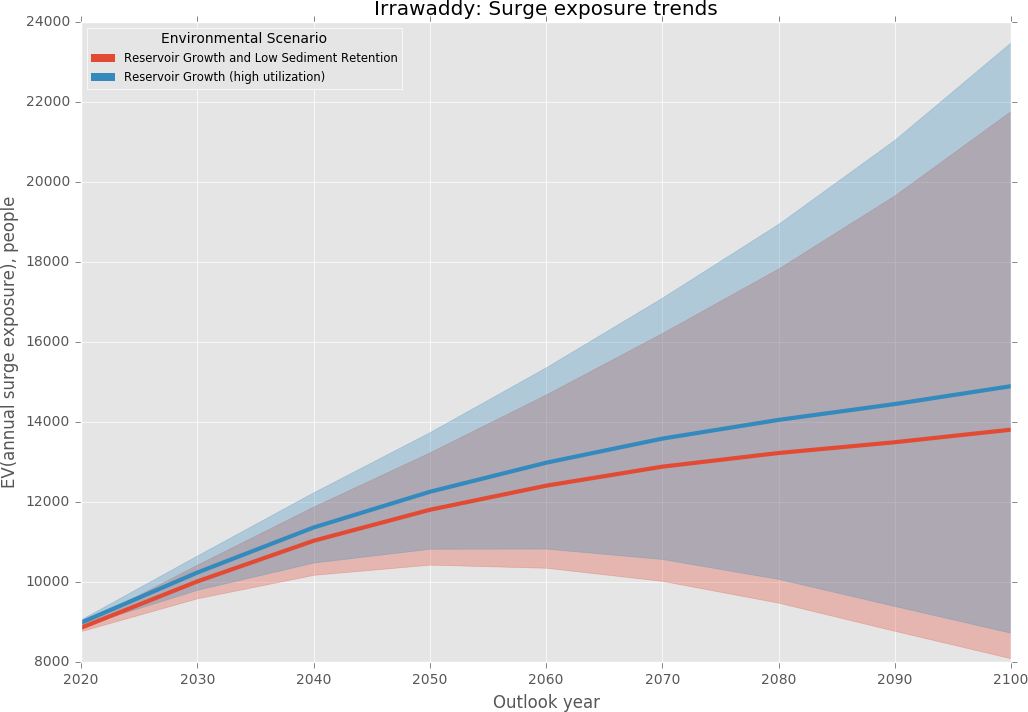 Irrawaddy: Surge exposure trends
Environmental Scenario
Reservoir Growth and Low Sediment Retention
Reservoir Growth (high utilization)
EV(annual surge exposure), people
24000
22000
20000
18000
16000
14000
12000
10000
8000
2020 2030 2040 2050 2060 2070 2080 2090 2100
Outlook year